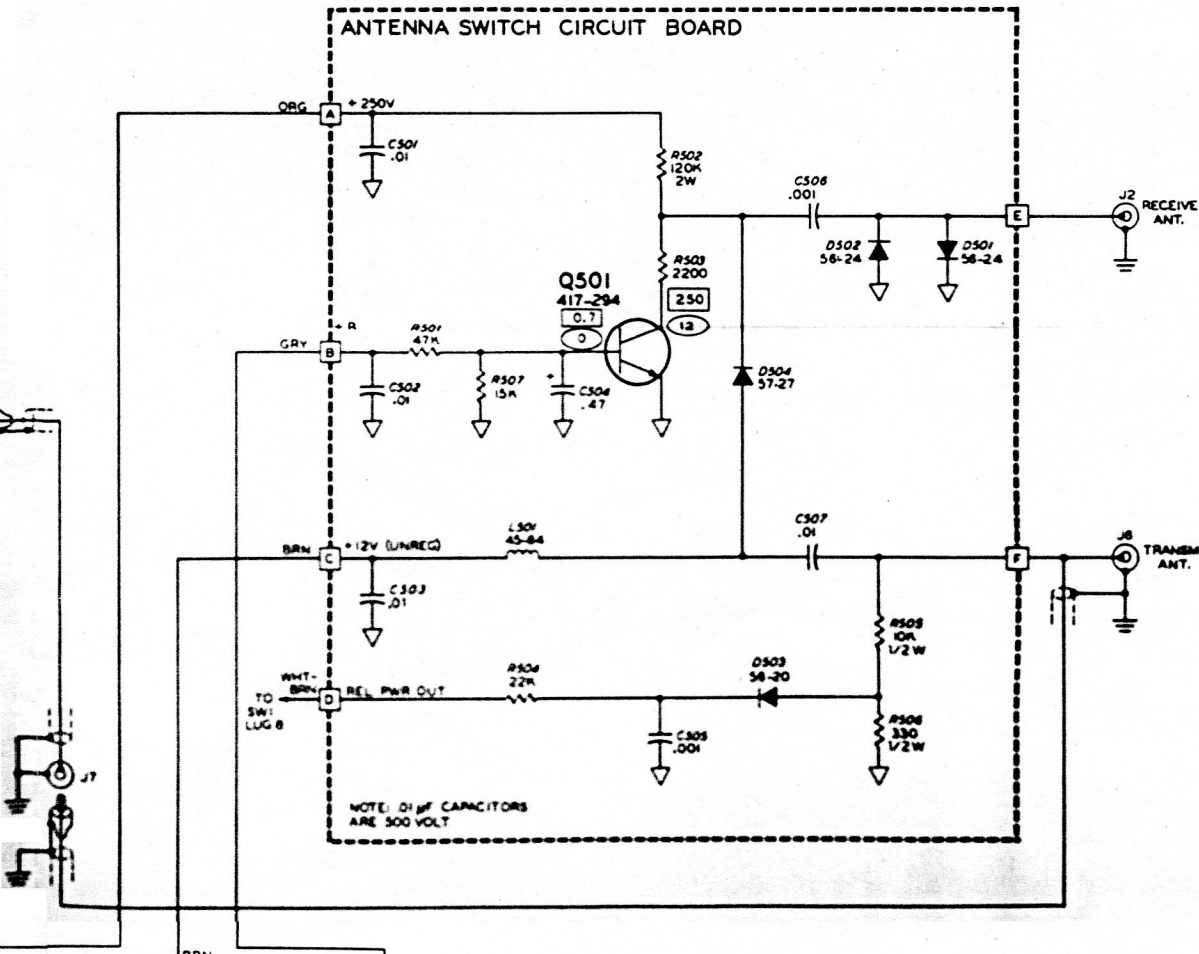 ANTENNA SWITCH CIRCUIT BOARD
ORG
A
+ 250V
C501
.01
R502
120K
2W
C506
.001
E
J2
RECEIVE
ANT.
D502
56-24
D501
56-24
R503
2200
Q501
417-294
0.7
0
250
12
GRY
B
+ R
R501
47K
C502
.01
R507
15K
+
C504
.47
D504
57-27
BRN
C
+12V (UNREG)
L501
45-84
C503
.01
C507
.01
F
J6
TRANSM
ANT.
R505
10K
1/2W
WHT-
BRN
TO
SW1
LUG 8
D
REL PWR OUT
R504
22K
D503
56-20
C505
.001
R506
330
1/2W
J7
NOTE: .01 µF CAPACITORS
ARE 500 VOLT
BRN